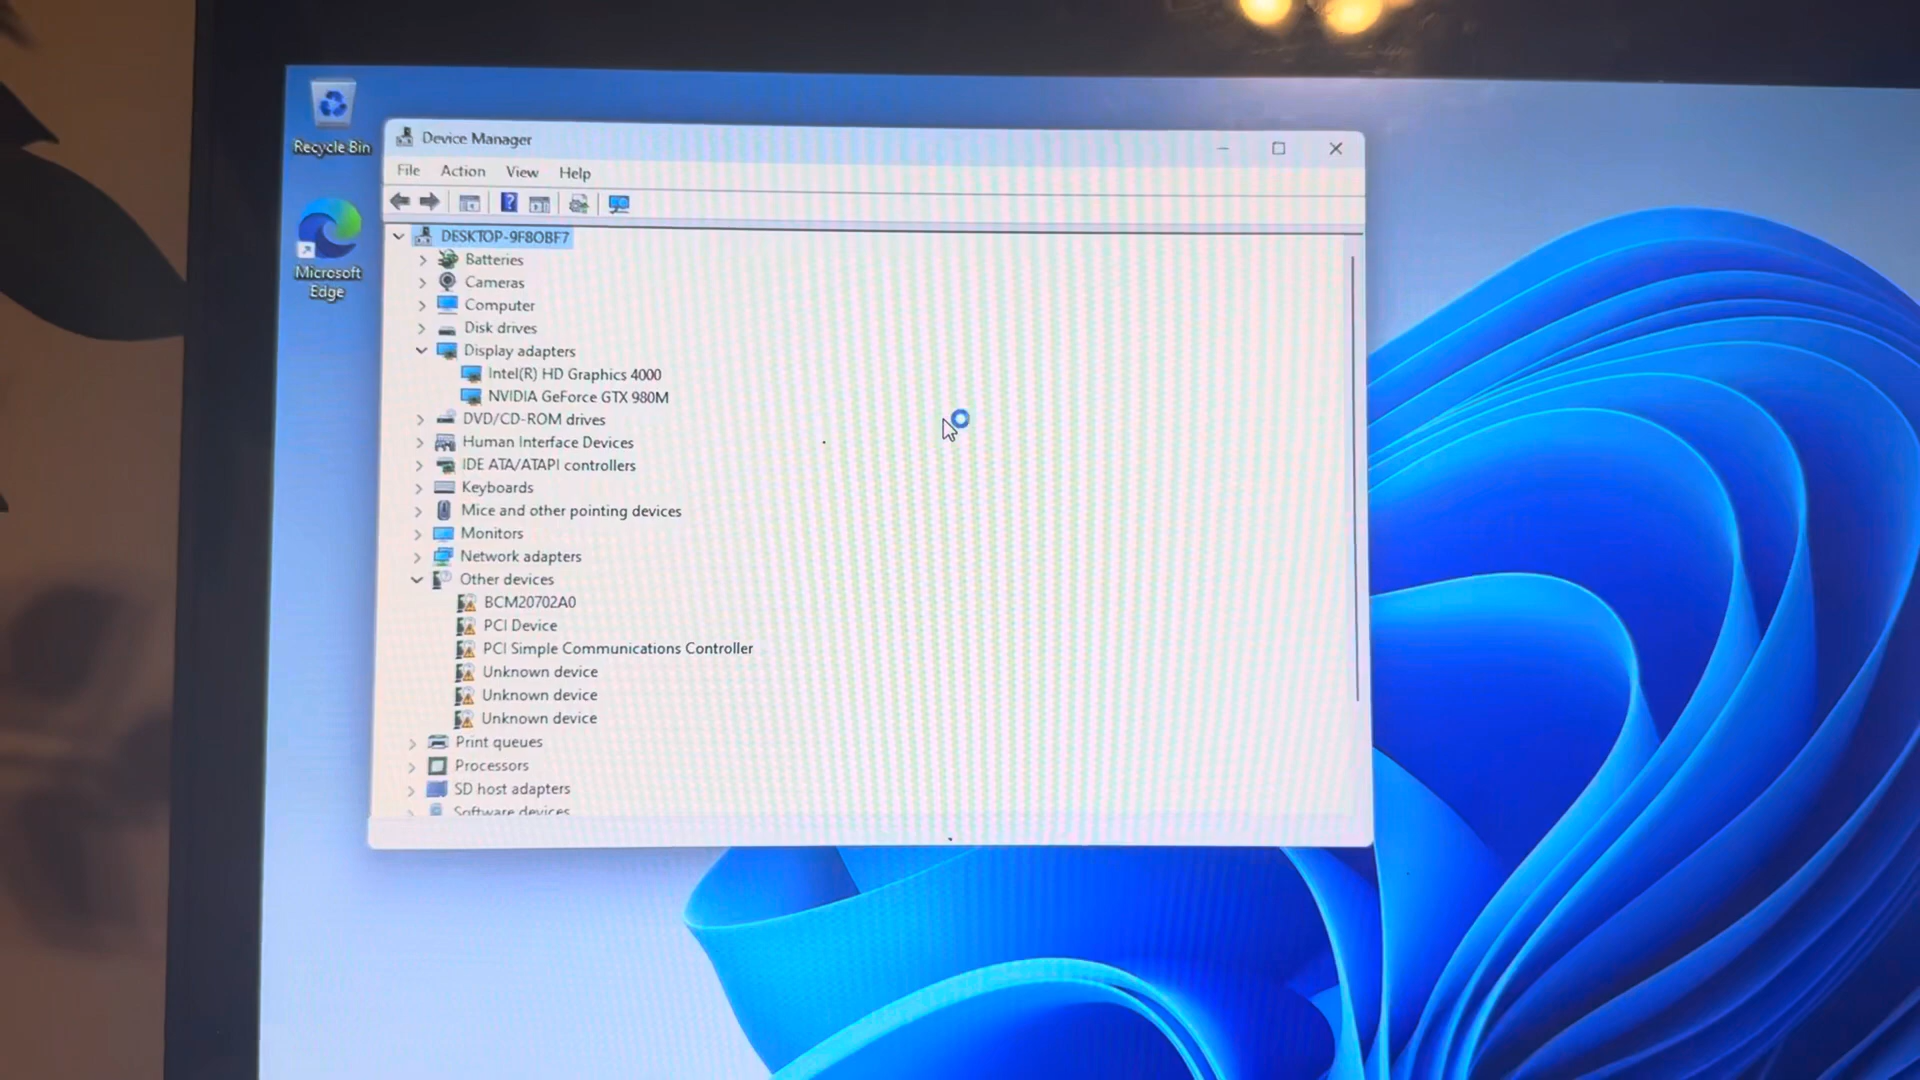 Recycle Bin
Microsoft
Edge
Device Manager
File Action View Help
DESKTOP-9F8OBF7
Batteries
Cameras
Computer
Disk drives
Display adapters
Intel(R) HD Graphics 4000
NVIDIA GeForce GTX 980M
DVD/CD-ROM drives
Human Interface Devices
IDE ATA/ATAPI controllers
Keyboards
Mice and other pointing devices
Monitors
Network adapters
Other devices
BCM20702A0
PCI Device
PCI Simple Communications Controller
Unknown device
Unknown device
Unknown device
Print queues
Processors
SD host adapters
Software devices